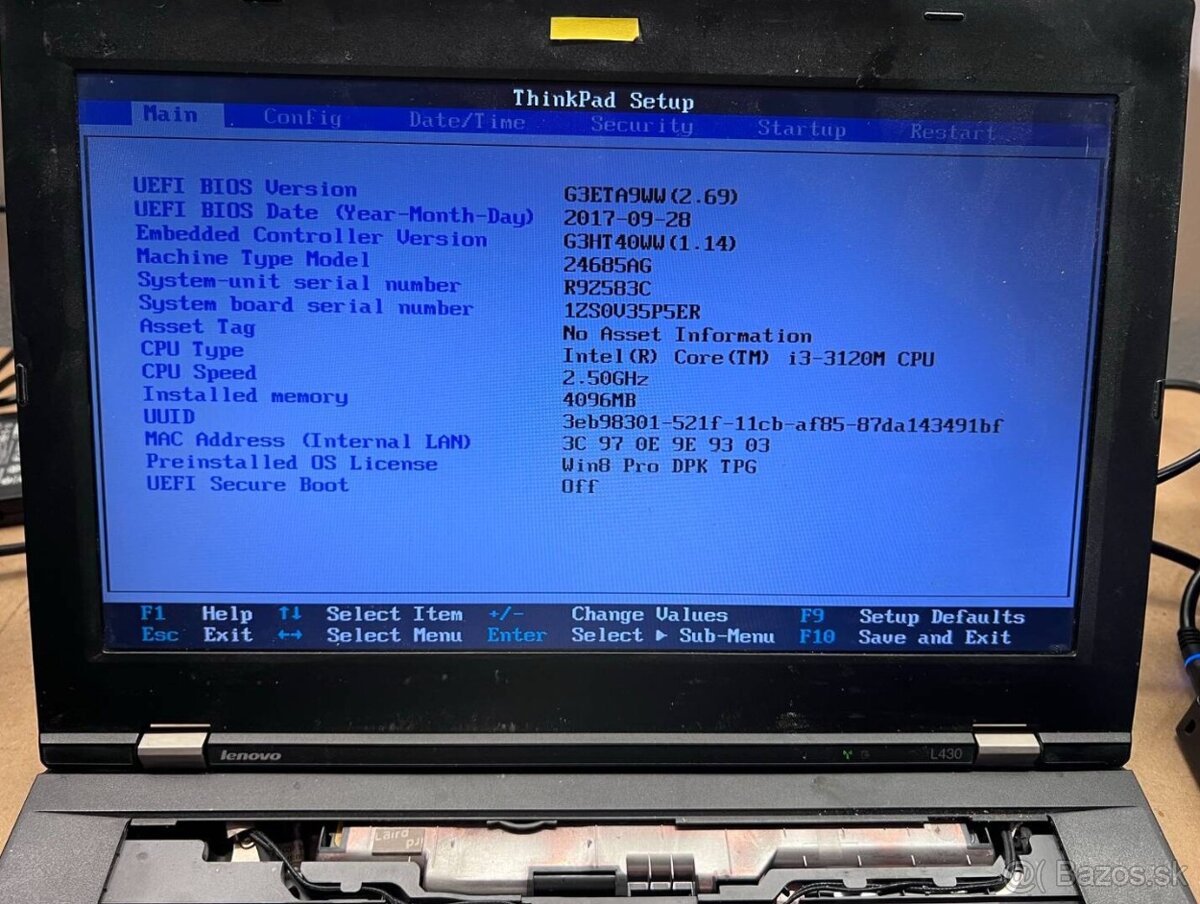 ThinkPad Setup
Main Config Date/Time Security Startup Restart
UEFI BIOS Version G3ETA9WW(2.69)
UEFI BIOS Date (Year-Month-Day) 2017-09-28
Embedded Controller Version G3HT40WW(1.14)
Machine Type Model 24685AG
System-unit serial number R9Z583C
System board serial number 1ZS0V35P5ER
Asset Tag No Asset Information
CPU Type Intel(R) Core(TM) i3-3120M CPU
CPU Speed 2.50GHz
Installed memory 4096MB
UUID 3eb98301-521f-11cb-af85-87da143491bf
MAC Address (Internal LAN) 3C 97 0E 9E 93 03
Preinstalled OS License Win8 Pro DPK TPG
UEFI Secure Boot Off
F1 Help ↑↓ Select Item +/- Change Values F9 Setup Defaults
Esc Exit ←→ Select Menu Enter Select ▶ Sub-Menu F10 Save and Exit
lenovo L430
Laird
Bazos.sk